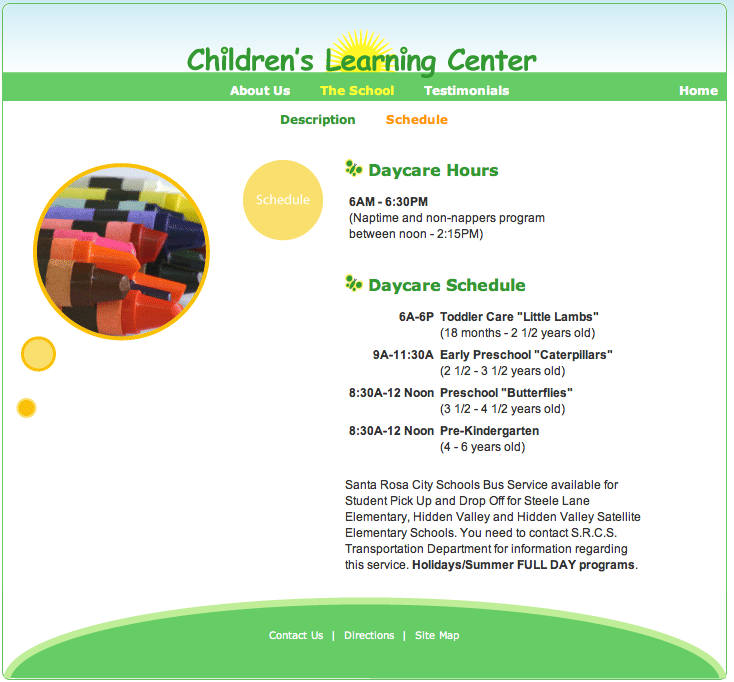 Children's Learning Center
About Us The School Testimonials Home
Description Schedule
Schedule
Daycare Hours
6AM - 6:30PM
(Naptime and non-nappers program
between noon - 2:15PM)
Daycare Schedule
6A-6P Toddler Care "Little Lambs"
(18 months - 2 1/2 years old)
9A-11:30A Early Preschool "Caterpillars"
(2 1/2 - 3 1/2 years old)
8:30A-12 Noon Preschool "Butterflies"
(3 1/2 - 4 1/2 years old)
8:30A-12 Noon Pre-Kindergarten
(4 - 6 years old)
Santa Rosa City Schools Bus Service available for
Student Pick Up and Drop Off for Steele Lane
Elementary, Hidden Valley and Hidden Valley Satellite
Elementary Schools. You need to contact S.R.C.S.
Transportation Department for information regarding
this service. Holidays/Summer FULL DAY programs.
Contact Us | Directions | Site Map